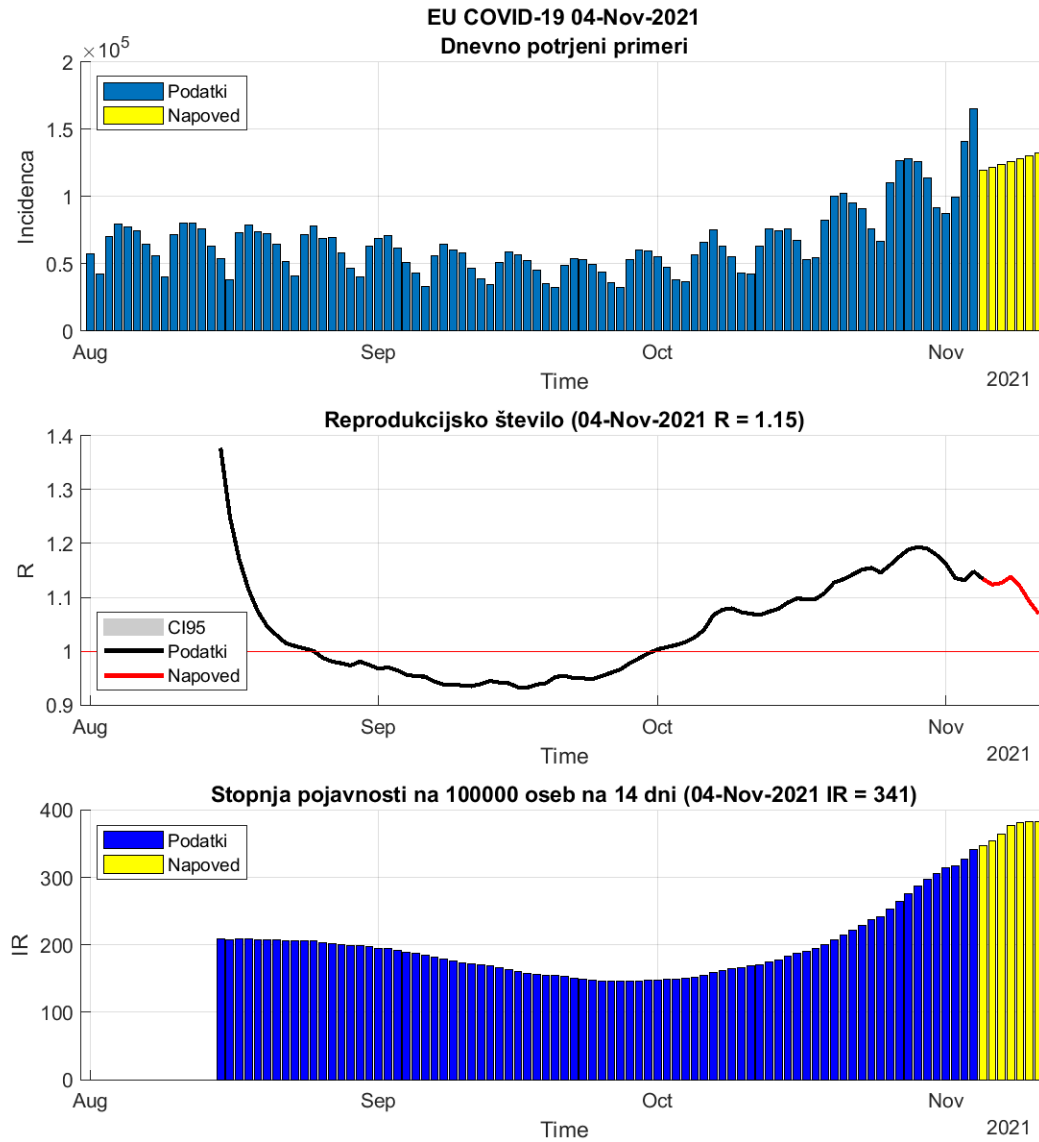 EU COVID-19 04-Nov-2021
Dnevno potrjeni primeri
×10^5
2
1.5
1
0.5
0
Incidenca
Podatki
Napoved
Aug
Sep
Oct
Nov
Time
2021
Reprodukcijsko število (04-Nov-2021 R = 1.15)
1.4
1.3
1.2
1.1
1
0.9
R
CI95
Podatki
Napoved
Aug
Sep
Oct
Nov
Time
2021
Stopnja pojavnosti na 100000 oseb na 14 dni (04-Nov-2021 IR = 341)
400
300
200
100
0
IR
Podatki
Napoved
Aug
Sep
Oct
Nov
Time
2021